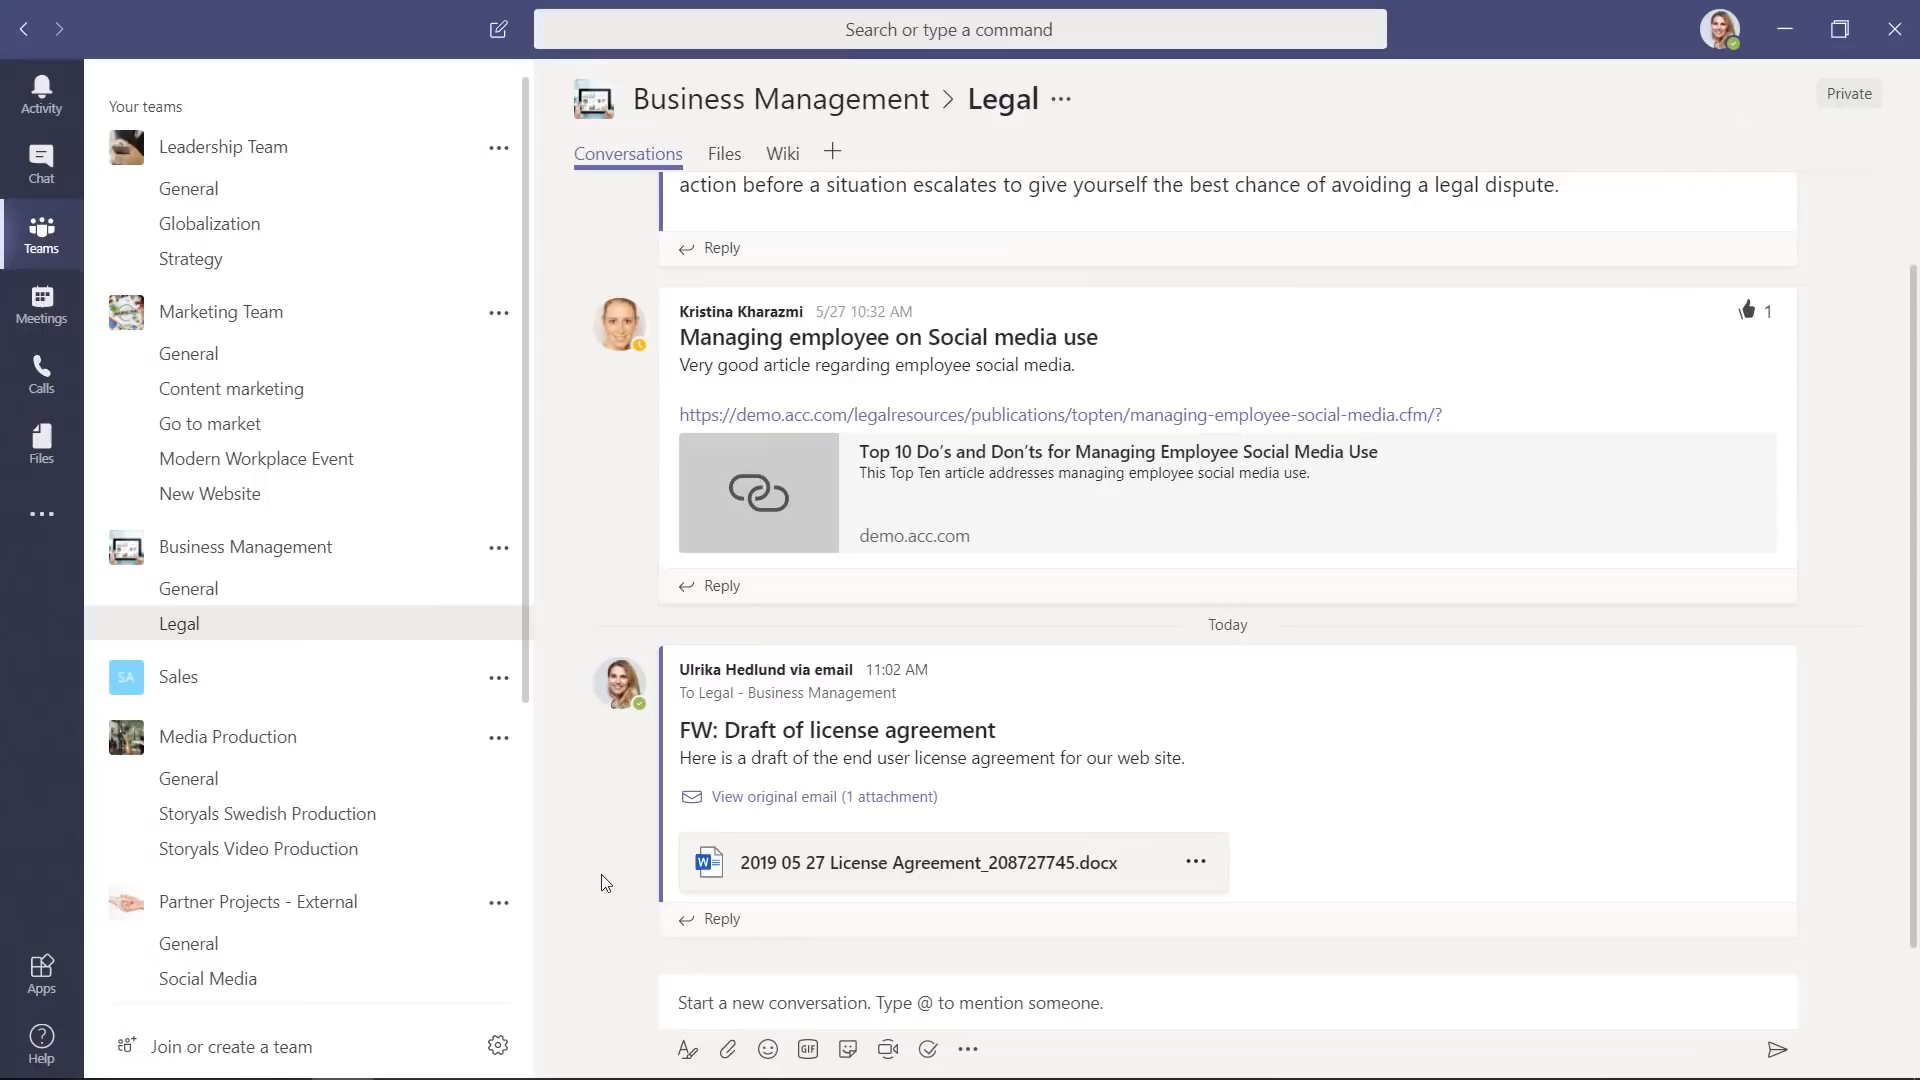 Search or type a command
Activity
Chat
Teams
Meetings
Calls
Files
Apps
Help
Your teams
Leadership Team
General
Globalization
Strategy
Marketing Team
General
Content marketing
Go to market
Modern Workplace Event
New Website
Business Management
General
Legal
SA Sales
Media Production
General
Storyals Swedish Production
Storyals Video Production
Partner Projects - External
General
Social Media
Join or create a team
Business Management > Legal ...
Private
Conversations Files Wiki +
action before a situation escalates to give yourself the best chance of avoiding a legal dispute.
Reply
Kristina Kharazmi 5/27 10:32 AM
1
Managing employee on Social media use
Very good article regarding employee social media.
https://demo.acc.com/legalresources/publications/topten/managing-employee-social-media.cfm/?
Top 10 Do’s and Don’ts for Managing Employee Social Media Use
This Top Ten article addresses managing employee social media use.
demo.acc.com
Reply
Today
Ulrika Hedlund via email 11:02 AM
To Legal - Business Management
FW: Draft of license agreement
Here is a draft of the end user license agreement for our web site.
View original email (1 attachment)
2019 05 27 License Agreement_208727745.docx
Reply
Start a new conversation. Type @ to mention someone.
GIF